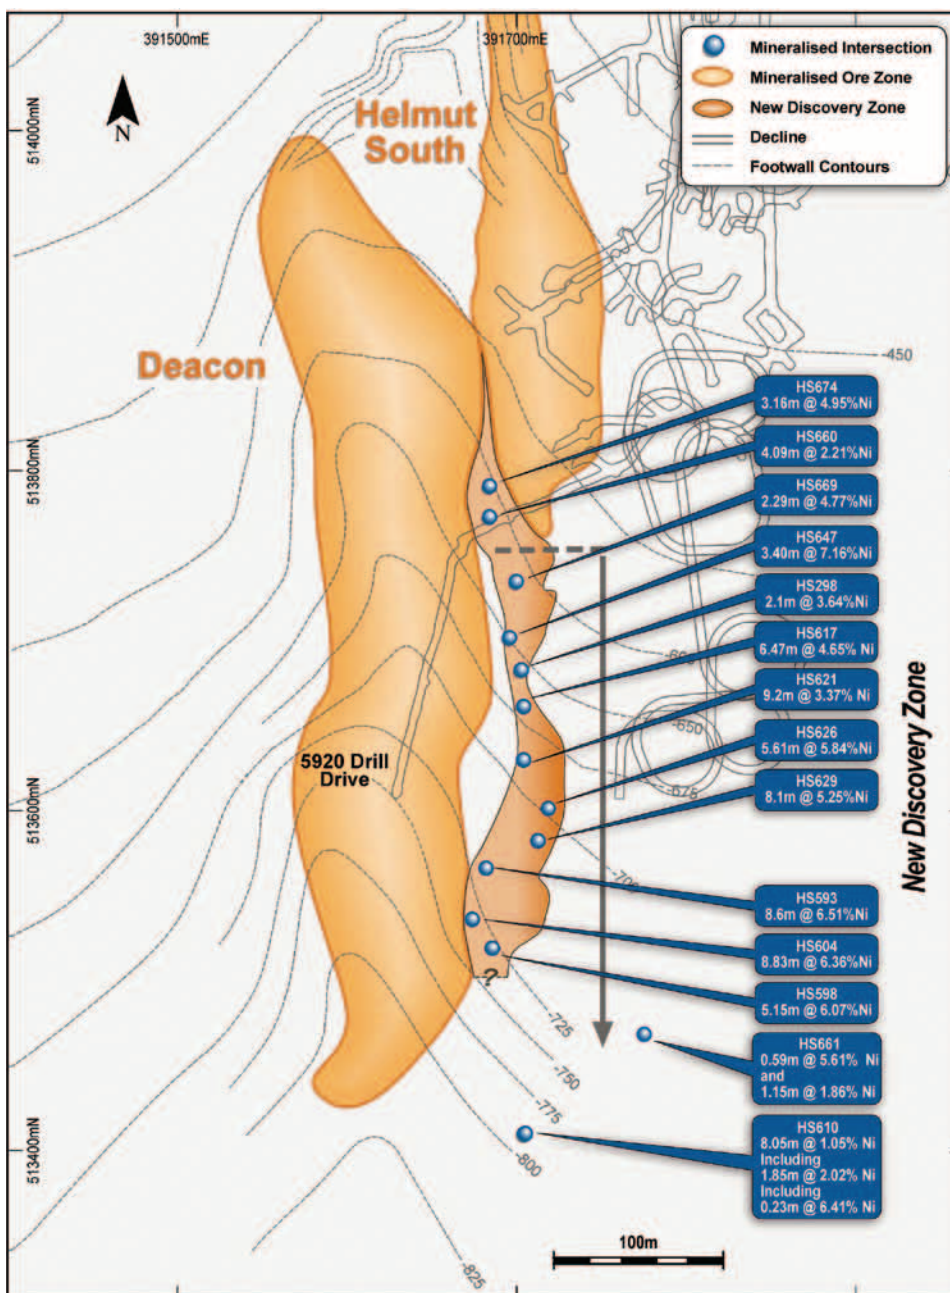 391500mE
391700mE
Mineralised Intersection
Mineralised Ore Zone
New Discovery Zone
Decline
Footwall Contours
N
514000mN
Helmut
South
Deacon
-450
HS674
3.16m @ 4.95%Ni
HS660
4.09m @ 2.21%Ni
513800mN
HS669
2.29m @ 4.77%Ni
HS647
3.40m @ 7.16%Ni
HS298
2.1m @ 3.64%Ni
HS617
6.47m @ 4.65% Ni
-650
HS621
9.2m @ 3.37% Ni
HS626
5.61m @ 5.84%Ni
5920 Drill
Drive
-675
HS629
8.1m @ 5.25%Ni
513600mN
New Discovery Zone
HS593
8.6m @ 6.51%Ni
HS604
8.83m @ 6.36%Ni
?
HS598
5.15m @ 6.07%Ni
-725
HS661
0.59m @ 5.61% Ni
and
1.15m @ 1.86% Ni
-750
-775
HS610
8.05m @ 1.05% Ni
Including
1.85m @ 2.02% Ni
Including
0.23m @ 6.41% Ni
513400mN
-800
100m
-825